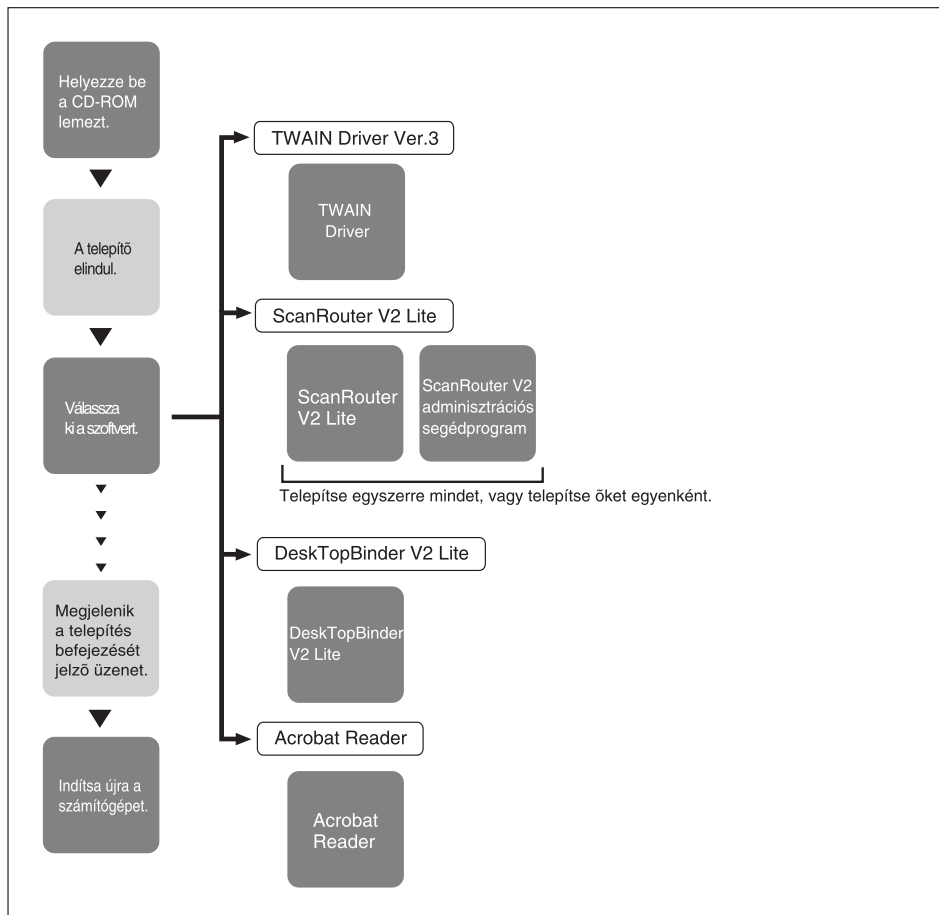 Helyezze be
a CD-ROM
lemezt.
A telepítõ
elindul.
Válassza
ki a szoftvert.
Megjelenik
a telepítés
befejezését
jelzõ üzenet.
Indítsa újra a
számítógépet.
TWAIN Driver Ver.3
TWAIN
Driver
ScanRouter V2 Lite
ScanRouter
V2 Lite
ScanRouter V2
adminisztrációs
segédprogram
Telepítse egyszerre mindet, vagy telepítse õket egyenként.
DeskTopBinder V2 Lite
DeskTopBinder
V2 Lite
Acrobat Reader
Acrobat
Reader